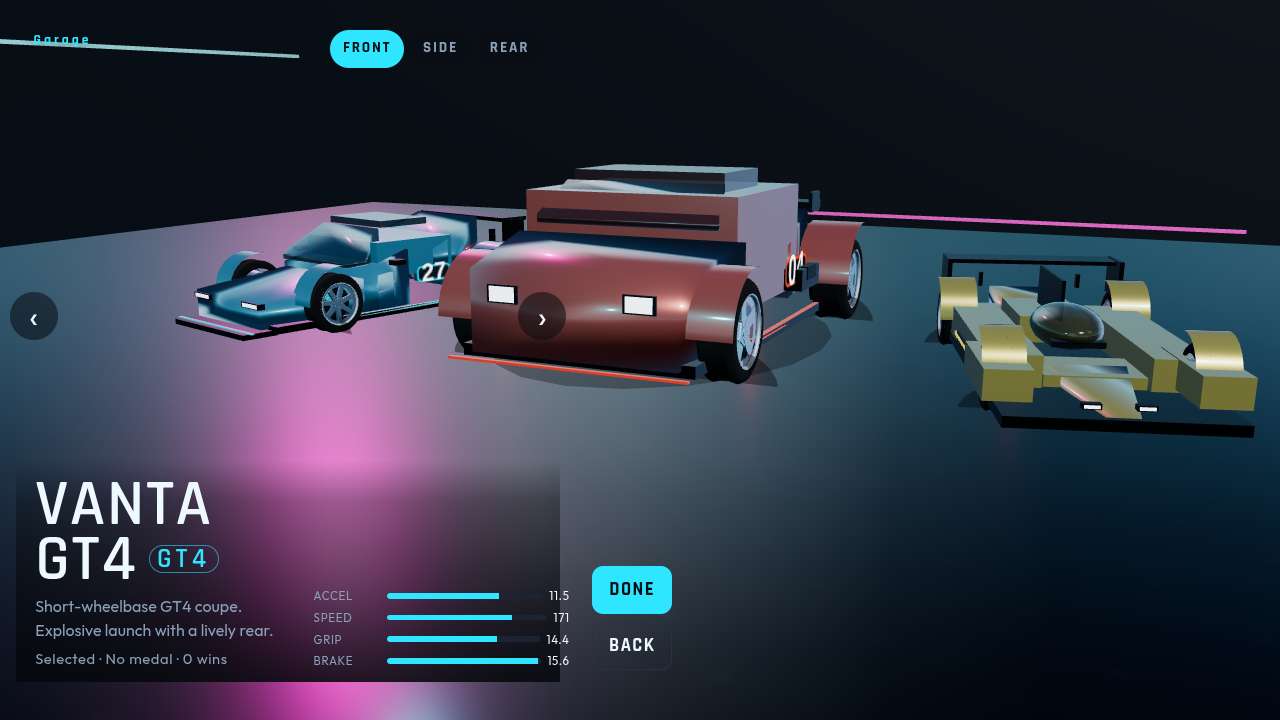 Garage
FRONT SIDE REAR
27
04
‹ ›
VANTA
GT4 GT4
Short-wheelbase GT4 coupe.
Explosive launch with a lively rear.
Selected · No medal · 0 wins
ACCEL 11.5
SPEED 171
GRIP 14.4
BRAKE 15.6
DONE
BACK